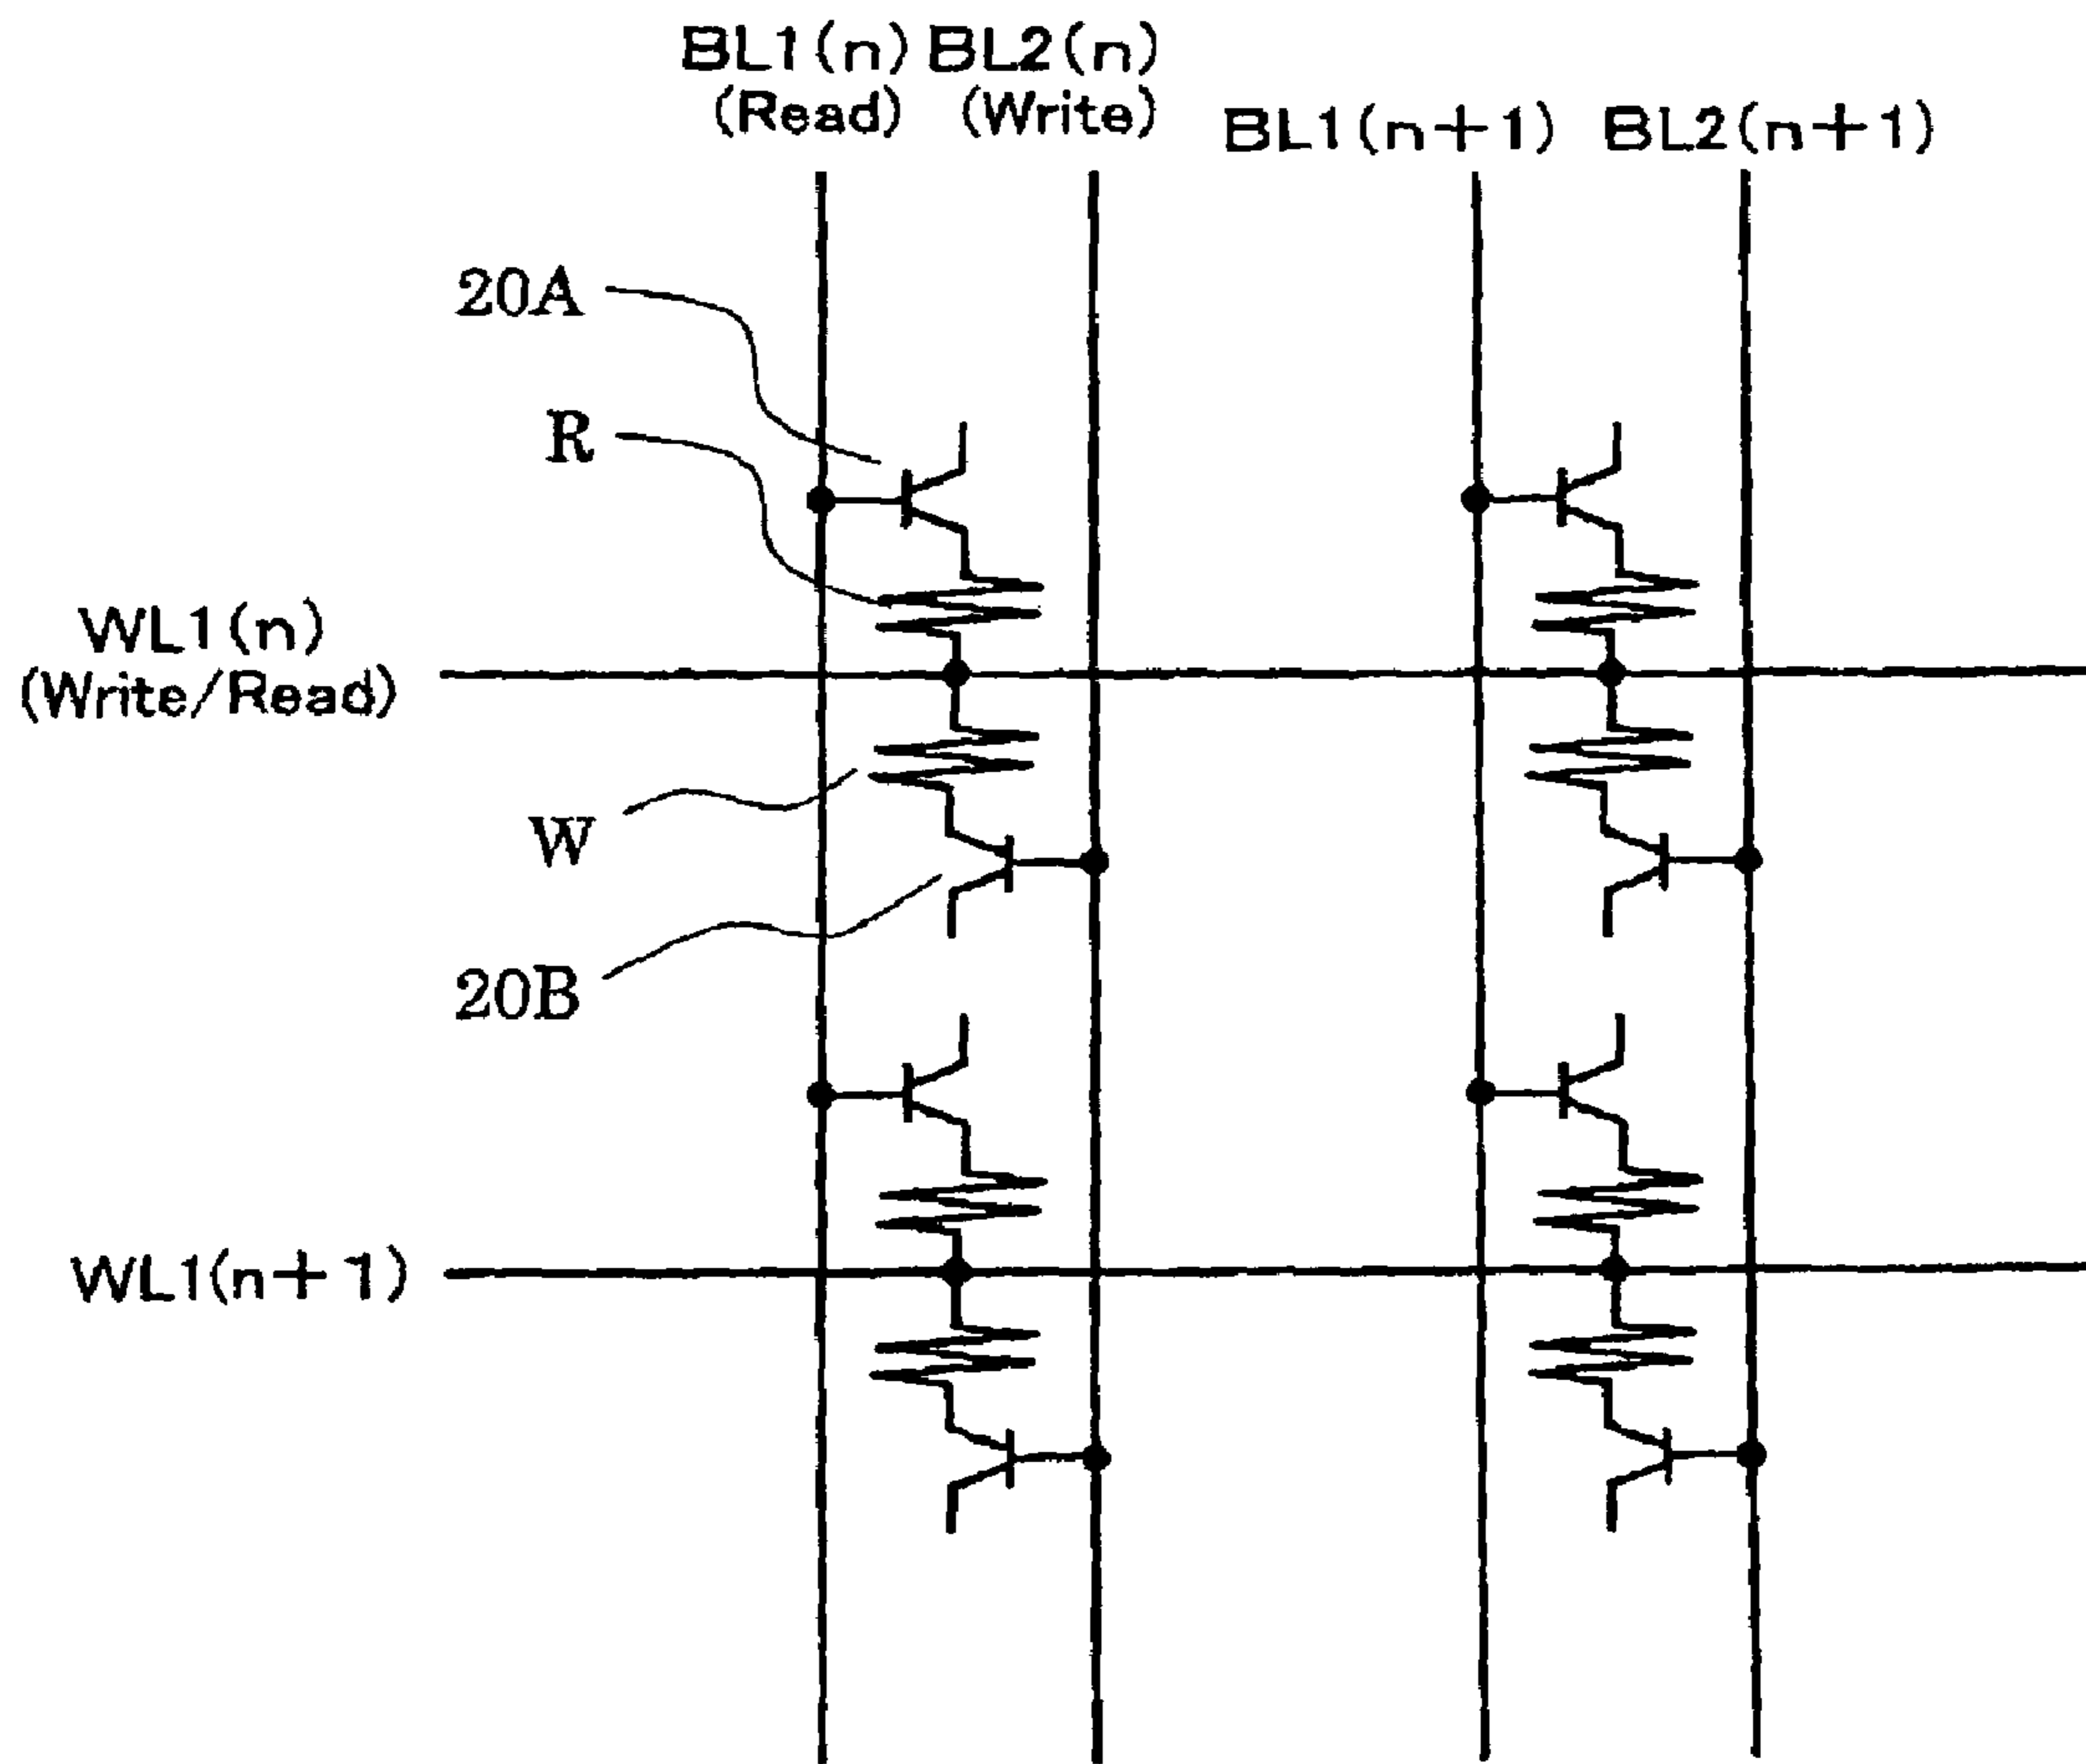 BL1(n) BL2(n)
(Read) (Write)
BL1(n+1) BL2(n+1)
20A
R
WL1(n)
(Write/Read)
W
20B
WL1(n+1)